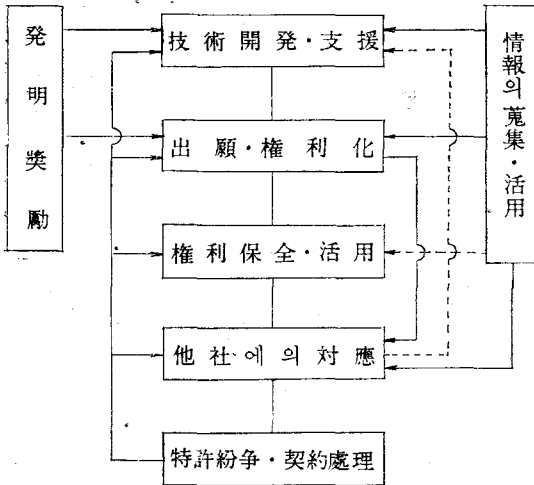 発明奬勵
技術開発·支援
出願·権利化
権利保全·活用
他社에의対應
特許紛争·契約處理
情報의蒐集·活用